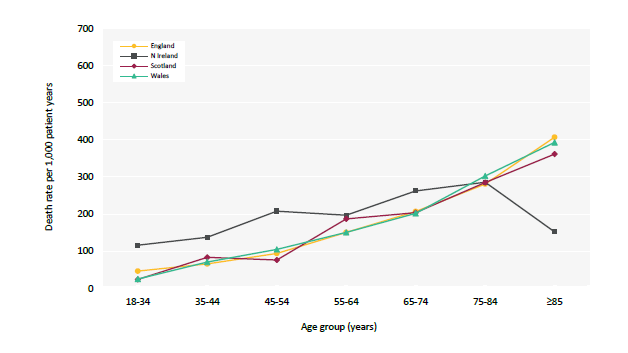 700
600
500
400
300
200
100
0
Death rate per 1,000 patient years
England
N Ireland
Scotland
Wales
18-34 35-44 45-54 55-64 65-74 75-84 ≥85
Age group (years)